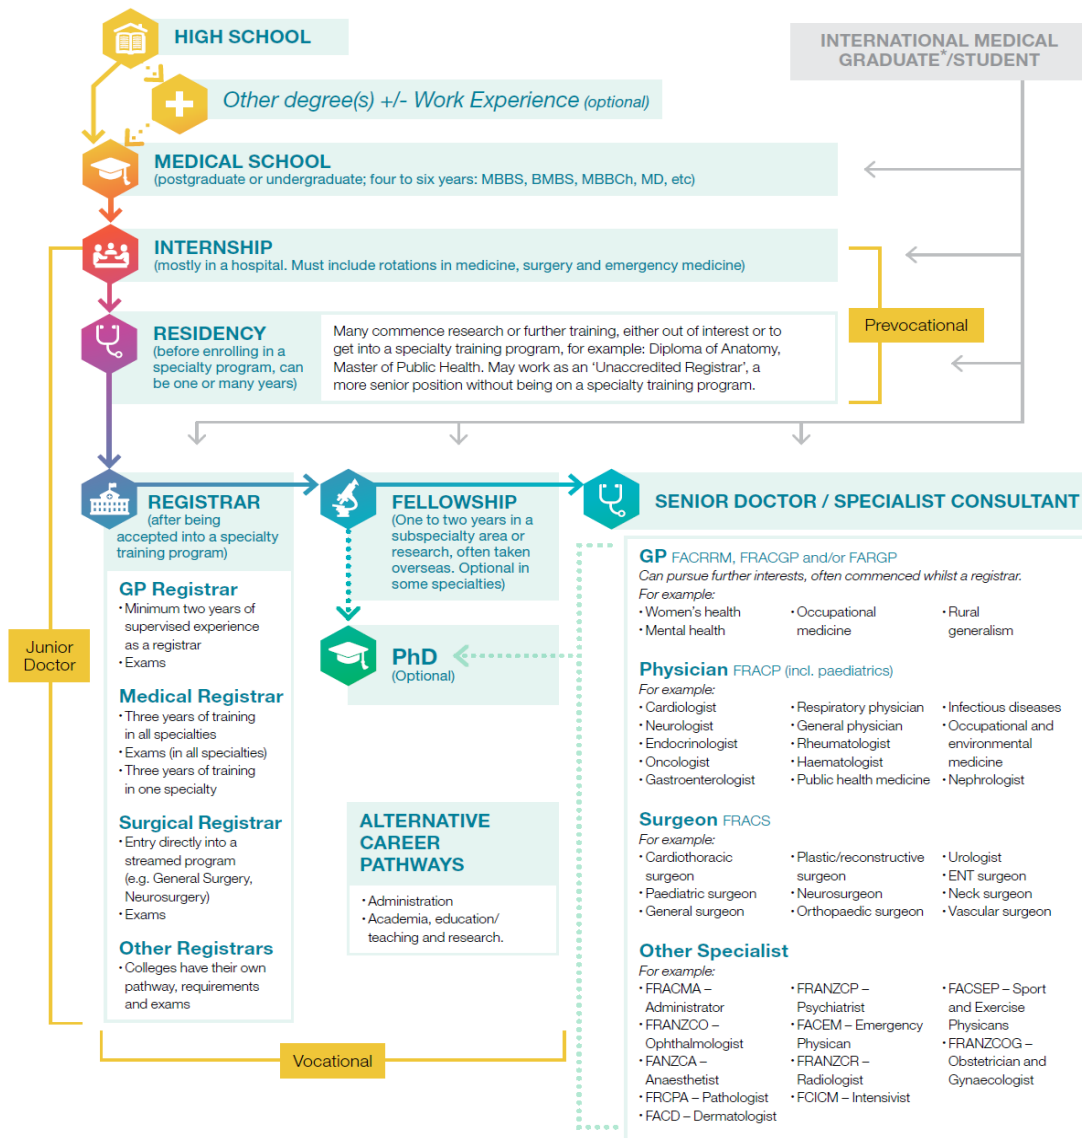 HIGH SCHOOL
INTERNATIONAL MEDICAL
GRADUATE*/STUDENT
Other degree(s) +/- Work Experience (optional)
MEDICAL SCHOOL
(postgraduate or undergraduate; four to six years: MBBS, BMBS, MBBCh, MD, etc)
INTERNSHIP
(mostly in a hospital. Must include rotations in medicine, surgery and emergency medicine)
Prevocational
RESIDENCY
(before enrolling in a
specialty program, can
be one or many years)
Many commence research or further training, either out of interest or to
get into a specialty training program, for example: Diploma of Anatomy,
Master of Public Health. May work as an ‘Unaccredited Registrar’, a
more senior position without being on a specialty training program.
Junior
Doctor
REGISTRAR
(after being
accepted into a specialty
training program)
GP Registrar
• Minimum two years of
supervised experience
as a registrar
• Exams
Medical Registrar
• Three years of training
in all specialties
• Exams (in all specialties)
• Three years of training
in one specialty
Surgical Registrar
• Entry directly into a
streamed program
(e.g. General Surgery,
Neurosurgery)
• Exams
Other Registrars
• Colleges have their own
pathway, requirements
and exams
FELLOWSHIP
(One to two years in a
subspecialty area or
research, often taken
overseas. Optional in
some specialties)
PhD
(Optional)
ALTERNATIVE
CAREER
PATHWAYS
• Administration
• Academia, education/
teaching and research.
Vocational
SENIOR DOCTOR / SPECIALIST CONSULTANT
GP FACRRM, FRACGP and/or FARGP
Can pursue further interests, often commenced whilst a registrar.
For example:
• Women’s health
• Mental health
• Occupational
medicine
• Rural
generalism
Physician FRACP (incl. paediatrics)
For example:
• Cardiologist
• Neurologist
• Endocrinologist
• Oncologist
• Gastroenterologist
• Respiratory physician
• General physician
• Rheumatologist
• Haematologist
• Public health medicine
• Infectious diseases
• Occupational and
environmental
medicine
• Nephrologist
Surgeon FRACS
For example:
• Cardiothoracic
surgeon
• Paediatric surgeon
• General surgeon
• Plastic/reconstructive
surgeon
• Neurosurgeon
• Orthopaedic surgeon
• Urologist
• ENT surgeon
• Neck surgeon
• Vascular surgeon
Other Specialist
For example:
• FRACMA –
Administrator
• FRANZCO –
Ophthalmologist
• FANZCA –
Anaesthetist
• FRCPA – Pathologist
• FACD – Dermatologist
• FRANZCP –
Psychiatrist
• FACEM – Emergency
Physican
• FRANZCR –
Radiologist
• FCICM – Intensivist
• FACSEP – Sport
and Exercise
Physicans
• FRANZCOG –
Obstetrician and
Gynaecologist